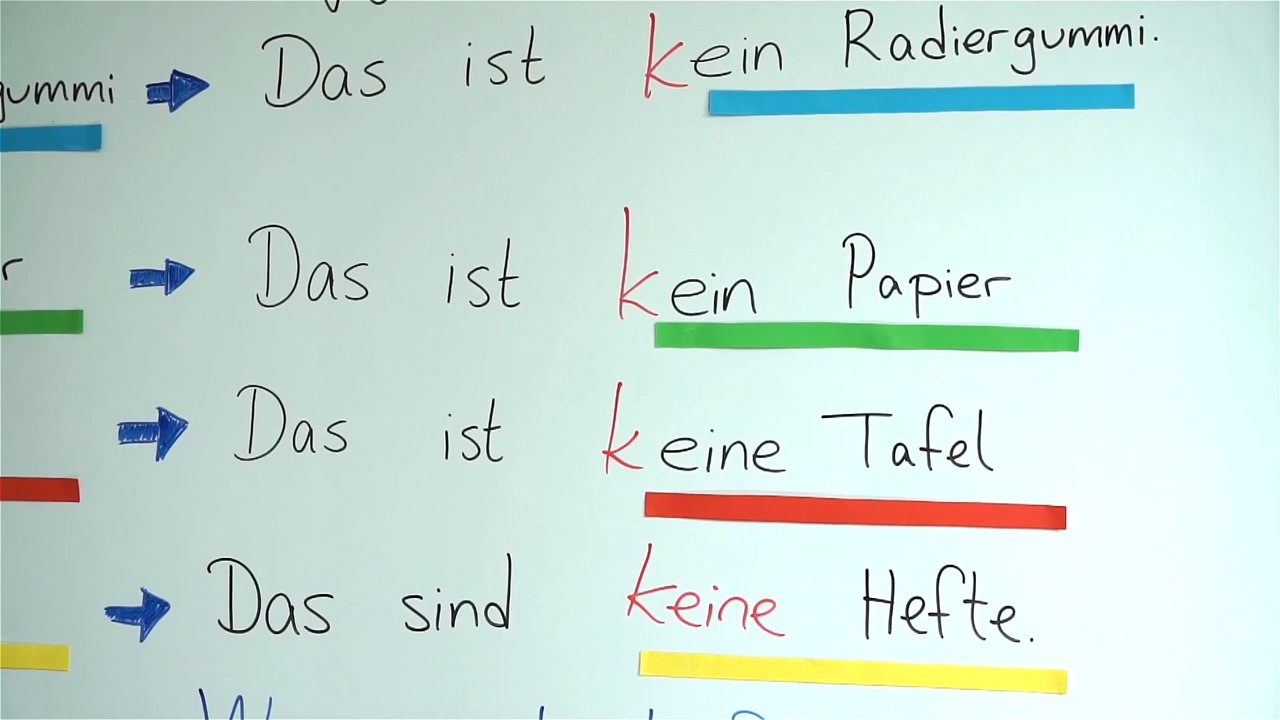 gummi Das ist kein Radiergummi.
r Das ist kein Papier
Das ist keine Tafel
Das sind keine Hefte.